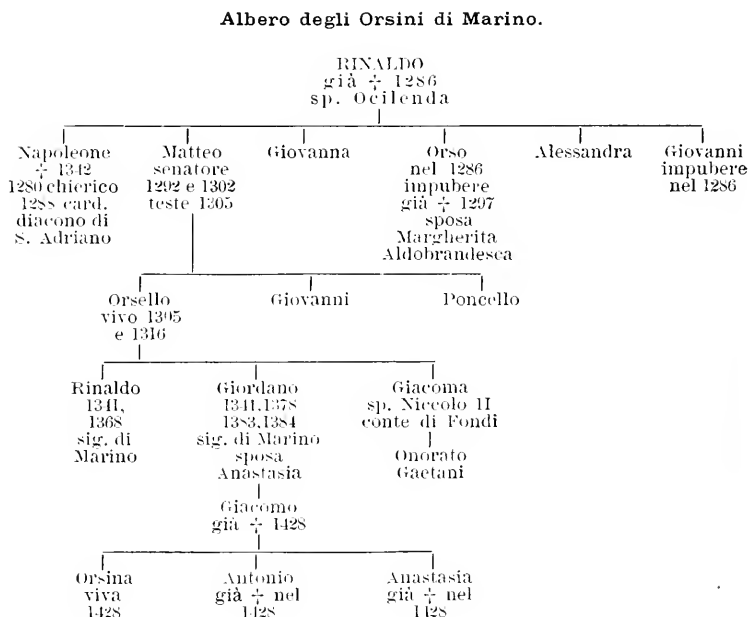 Albero degli Orsini di Marino.
RINALDO
già ✝ 1286
sp. Ocilenda
Napoleone
✝ 1342
1280 chierico
1288 card.
diacono di
S. Adriano
Matteo
senatore
1292 e 1302
teste 1305
Giovanna
Orso
nel 1286
impubere
già ✝ 1297
sposa
Margherita
Aldobrandesca
Alessandra
Giovanni
impubere
nel 1286
Orsello
vivo 1305
e 1316
Giovanni
Poncello
Rinaldo
1341,
1368
sig. di
Marino
Giordano
1341,1378
1383,1384
sig. di Marino
sposa
Anastasia
Giacoma
sp. Niccolo II
conte di Fondi
Onorato
Gaetani
Giacomo
già ✝ 1428
Orsina
viva
1428
Antonio
già ✝ nel
1428
Anastasia
già ✝ nel
1428